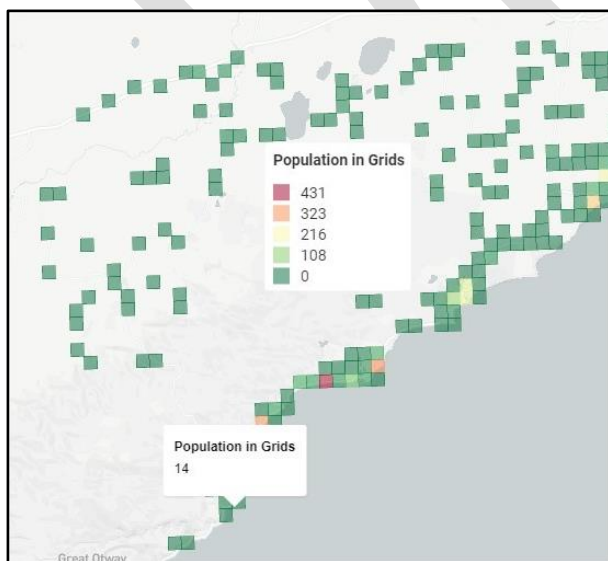 Population in Grids
431
323
216
108
0
Population in Grids
14
Great Otway